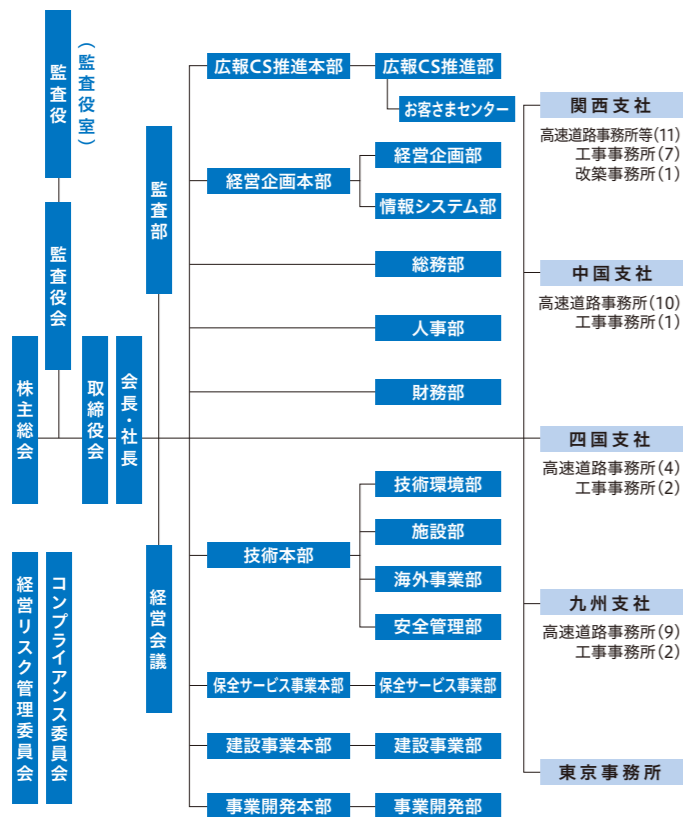 監査役
(監査役室)
監査役会
株主総会
取締役会
会長・社長
経営リスク管理委員会
コンプライアンス委員会
監査部
経営会議
広報CS推進本部
広報CS推進部
お客さまセンター
経営企画本部
経営企画部
情報システム部
総務部
人事部
財務部
技術本部
技術環境部
施設部
海外事業部
安全管理部
保全サービス事業本部
保全サービス事業部
建設事業本部
建設事業部
事業開発本部
事業開発部
関西支社
高速道路事務所等(11)
工事事務所(7)
改築事務所(1)
中国支社
高速道路事務所(10)
工事事務所(1)
四国支社
高速道路事務所(4)
工事事務所(2)
九州支社
高速道路事務所(9)
工事事務所(2)
東京事務所